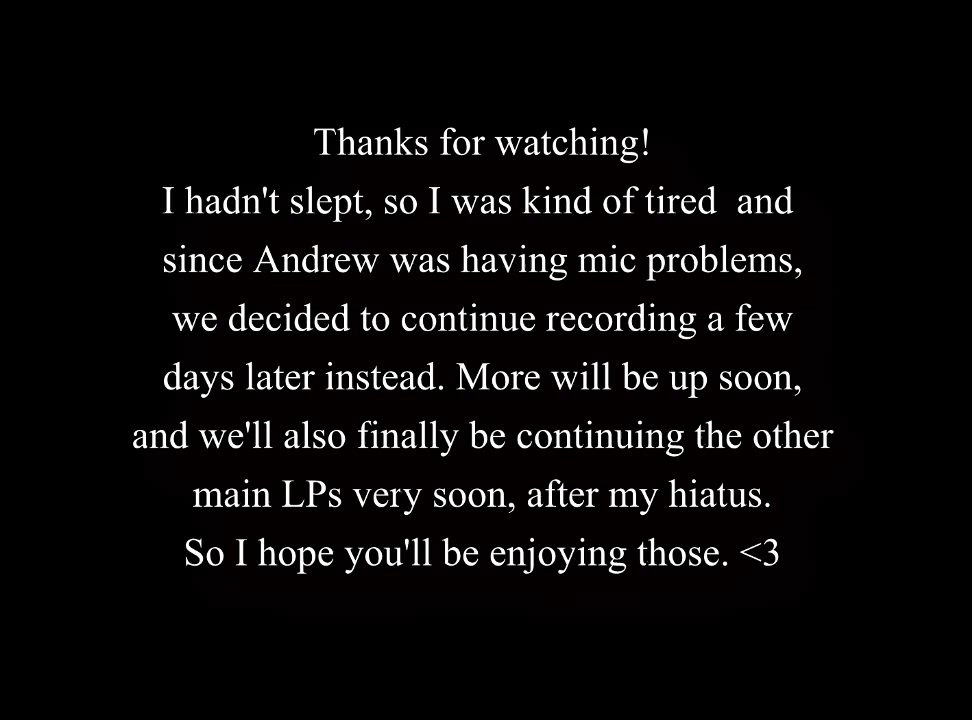 Thanks for watching!
I hadn't slept, so I was kind of tired  and
since Andrew was having mic problems,
we decided to continue recording a few
days later instead. More will be up soon,
and we'll also finally be continuing the other
main LPs very soon, after my hiatus.
So I hope you'll be enjoying those. <3